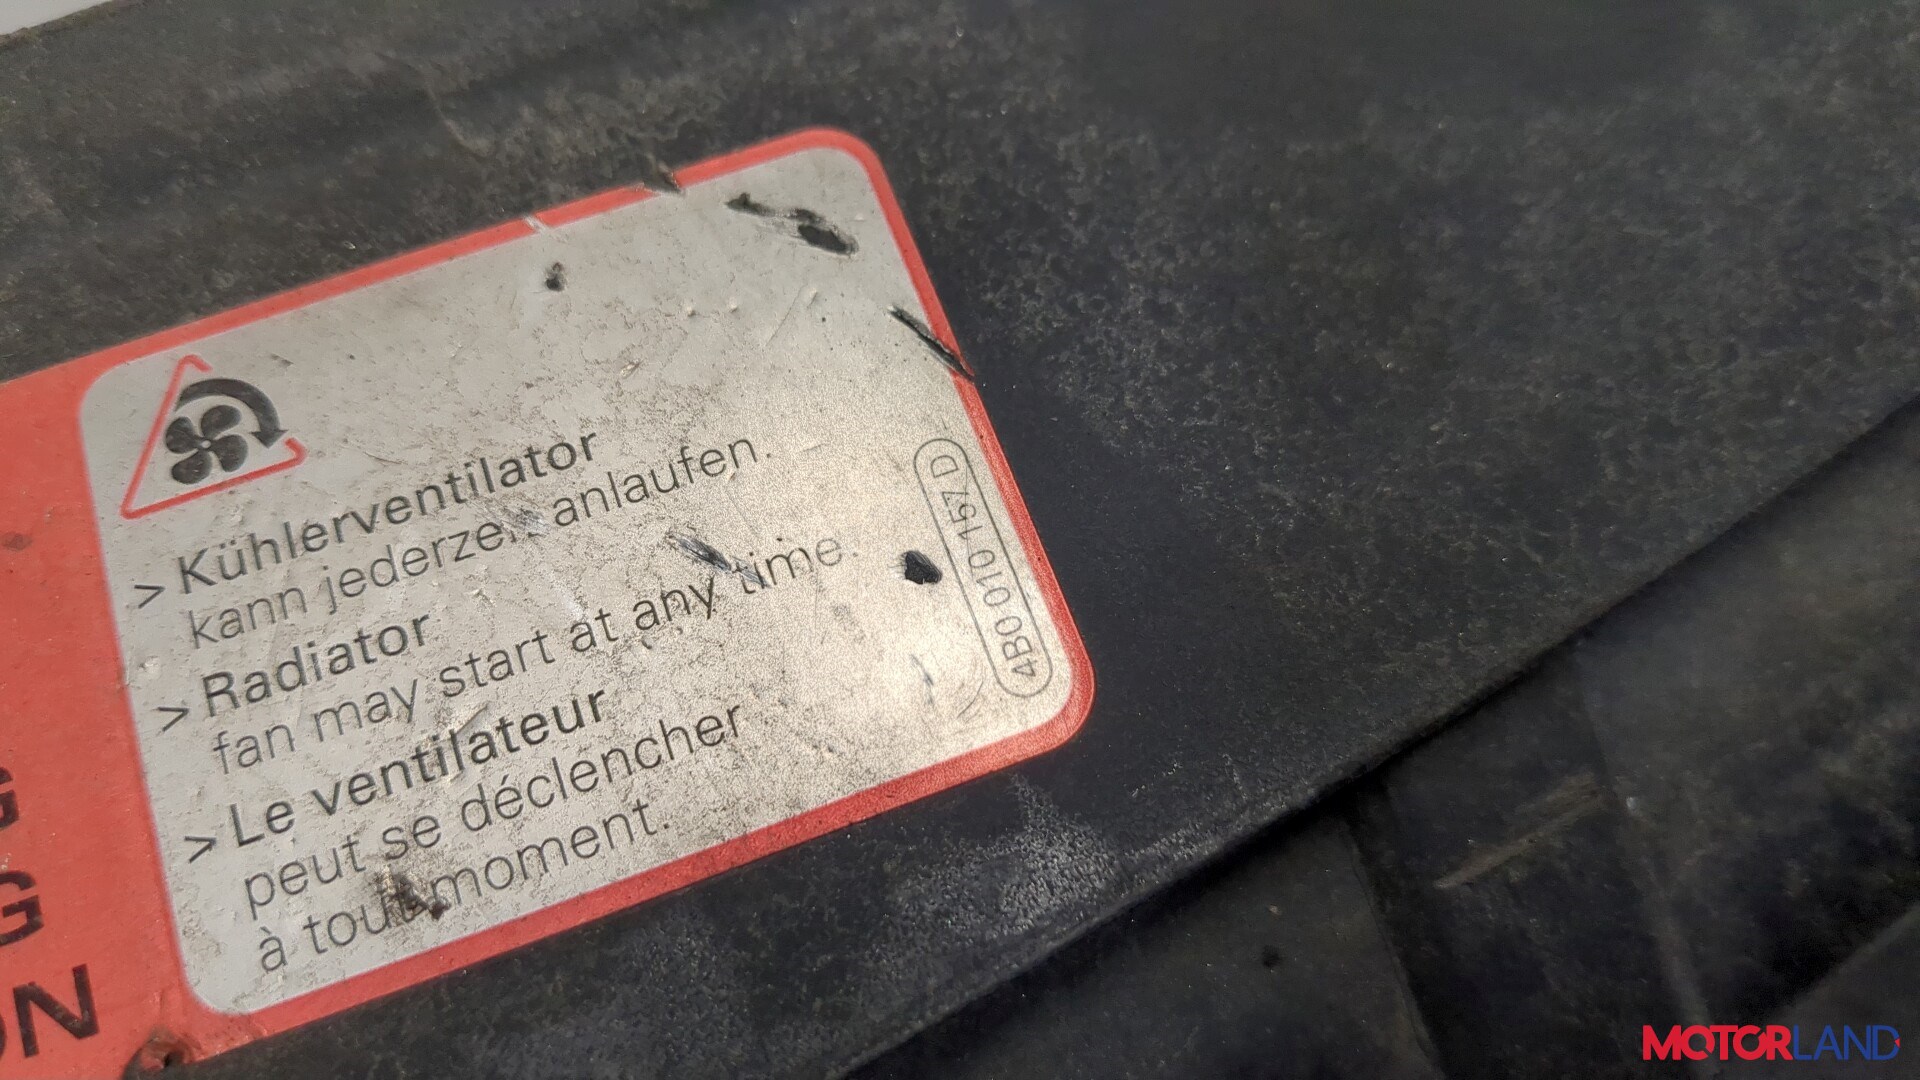 > Kühlerventilator
kann jederzeit anlaufen.
> Radiator
fan may start at any time.
> Le ventilateur
peut se déclencher
à tout moment.
4B0 010 157 D
G
G
ON
MOTORLAND